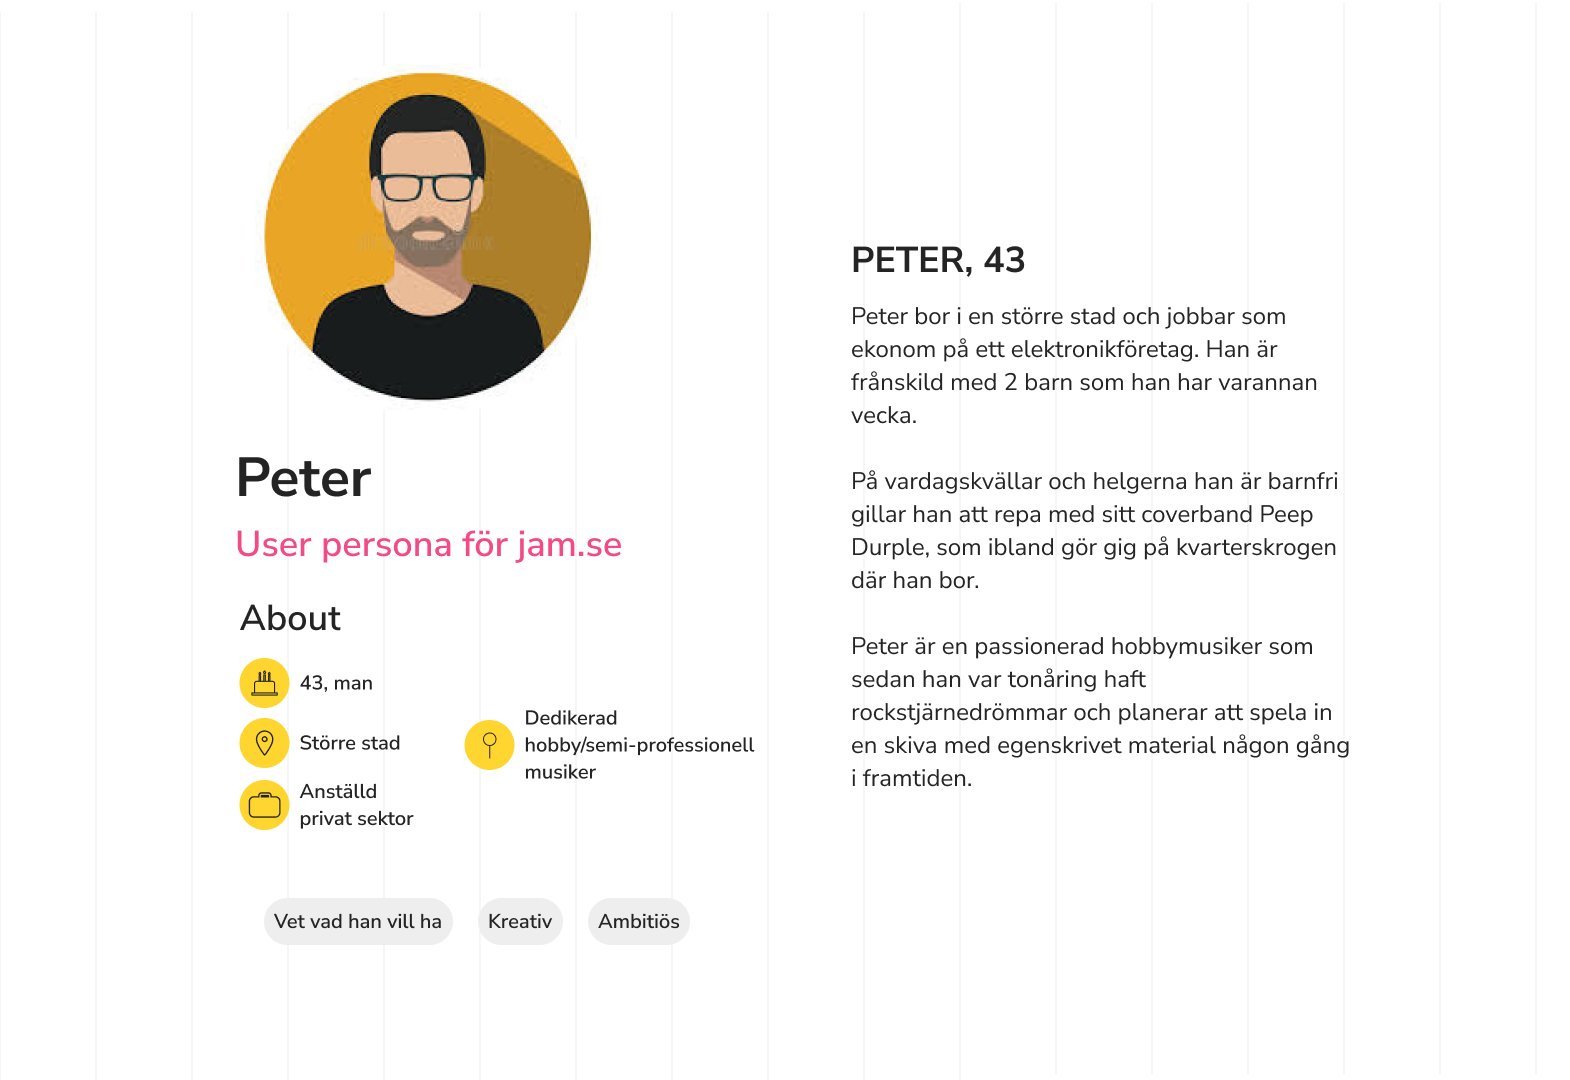 Peter
User persona för jam.se
About
43, man
Större stad
Anställd
privat sektor
Dedikerad
hobby/semi-professionell
musiker
Vet vad han vill ha
Kreativ
Ambitiös
PETER, 43
Peter bor i en större stad och jobbar som
ekonom på ett elektronikföretag. Han är
frånskild med 2 barn som han har varannan
vecka.
På vardagskvällar och helgerna han är barnfri
gillar han att repa med sitt coverband Peep
Durple, som ibland gör gig på kvarterskrogen
där han bor.
Peter är en passionerad hobbymusiker som
sedan han var tonåring haft
rockstjärnedrömmar och planerar att spela in
en skiva med egenskrivet material någon gång
i framtiden.